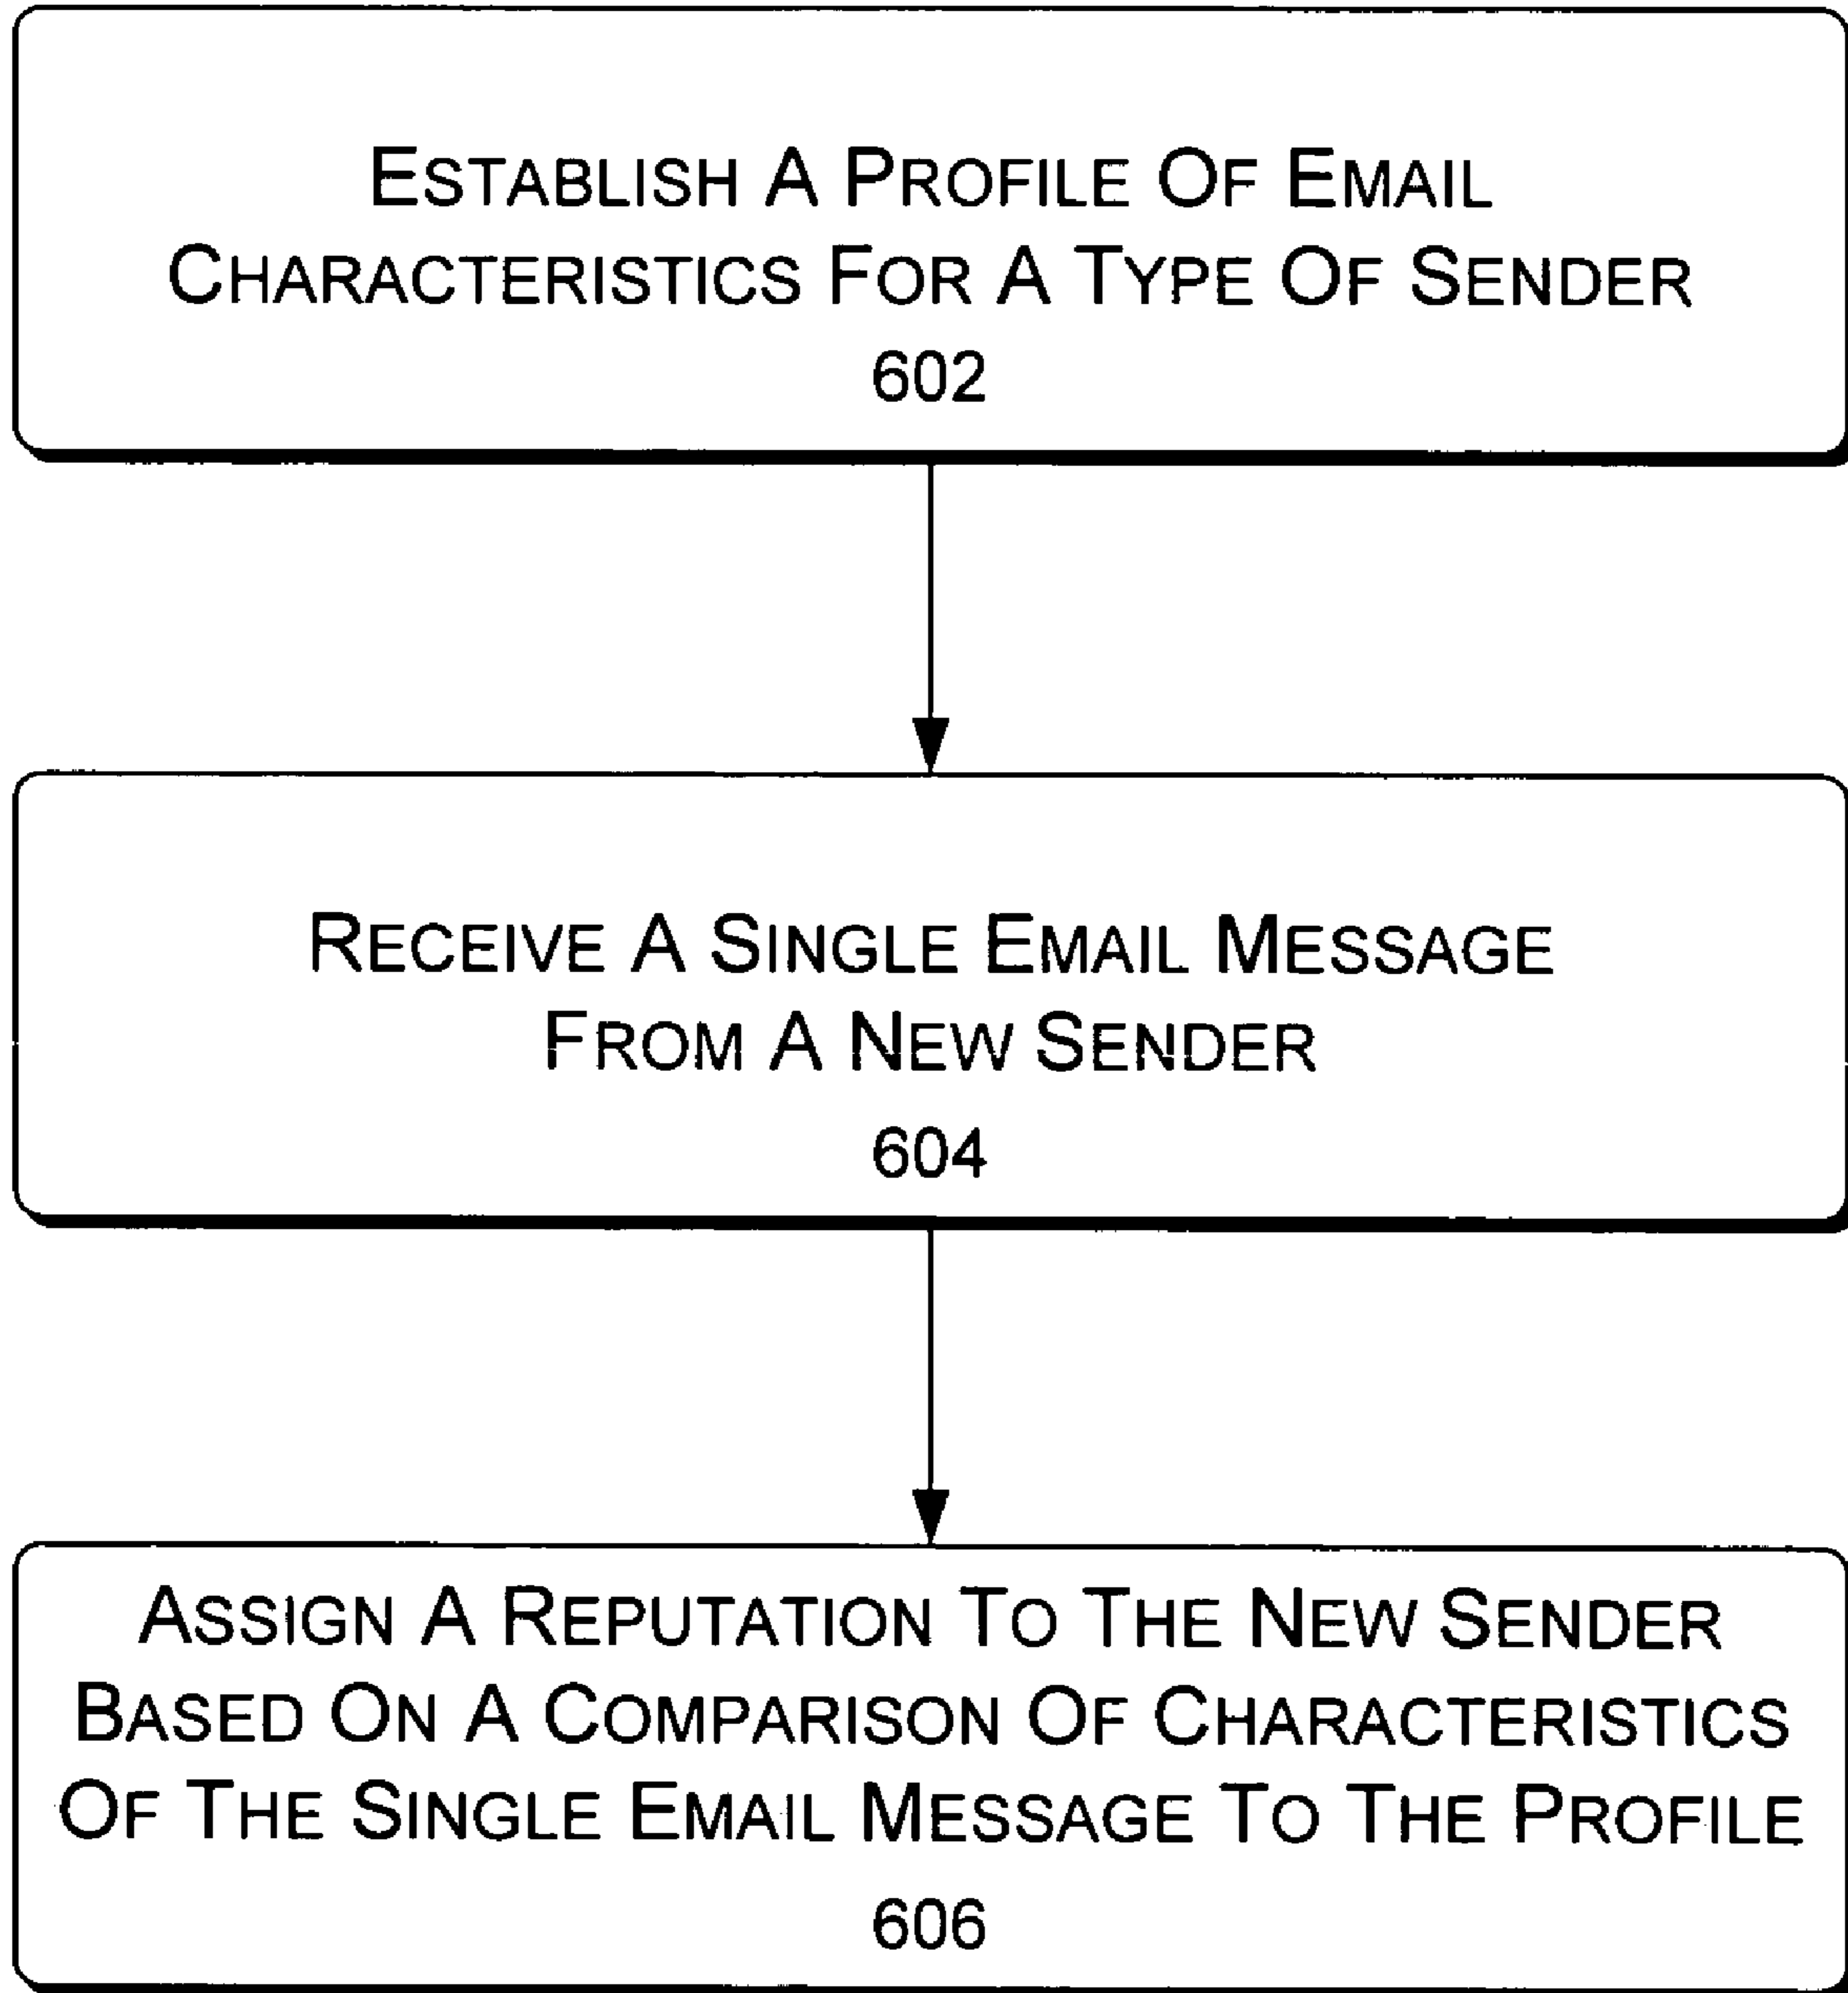 ESTABLISH A PROFILE OF EMAIL
CHARACTERISTICS FOR A TYPE OF SENDER
602
RECEIVE A SINGLE EMAIL MESSAGE
FROM A NEW SENDER
604
ASSIGN A REPUTATION TO THE NEW SENDER
BASED ON A COMPARISON OF CHARACTERISTICS
OF THE SINGLE EMAIL MESSAGE TO THE PROFILE
606